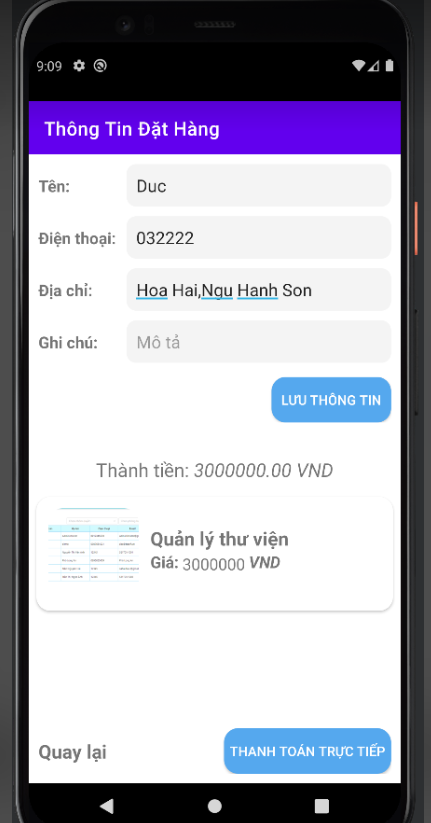 9:09
Thông Tin Đặt Hàng
Tên: Duc
Điện thoại: 032222
Địa chỉ: Hoa Hai,Ngu Hanh Son
Ghi chú: Mô tả
LƯU THÔNG TIN
Thành tiền: 3000000.00 VND
Quản lý thư viện
Giá: 3000000 VND
Quay lại THANH TOÁN TRỰC TIẾP